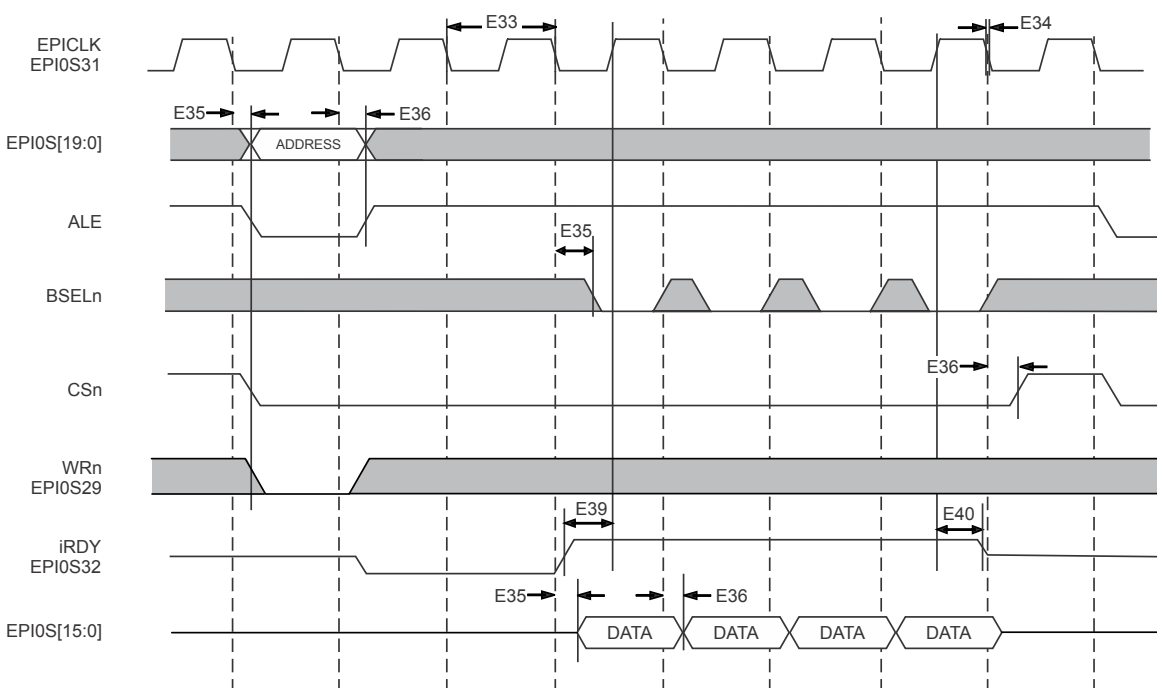 E33
E34
EPICLK
EPI0S31
E35
E36
EPI0S[19:0]
ADDRESS
ALE
E35
BSELn
E36
CSn
WRn
EPI0S29
E39
E40
iRDY
EPI0S32
E35
E36
EPI0S[15:0]
DATA
DATA
DATA
DATA